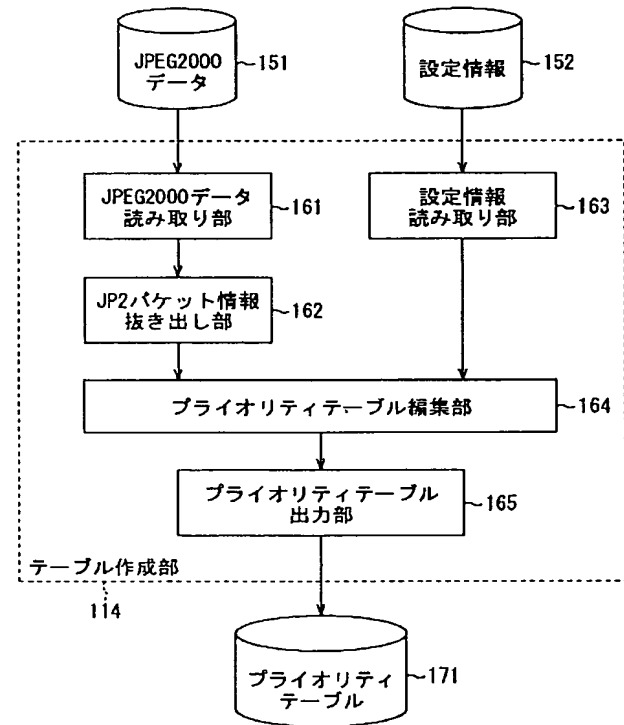 JPEG2000
データ
151
設定情報
152
JPEG2000データ
読み取り部
161
設定情報
読み取り部
163
JP2パケット情報
抜き出し部
162
プライオリティテーブル編集部
164
プライオリティテーブル
出力部
165
テーブル作成部
114
プライオリティ
テーブル
171